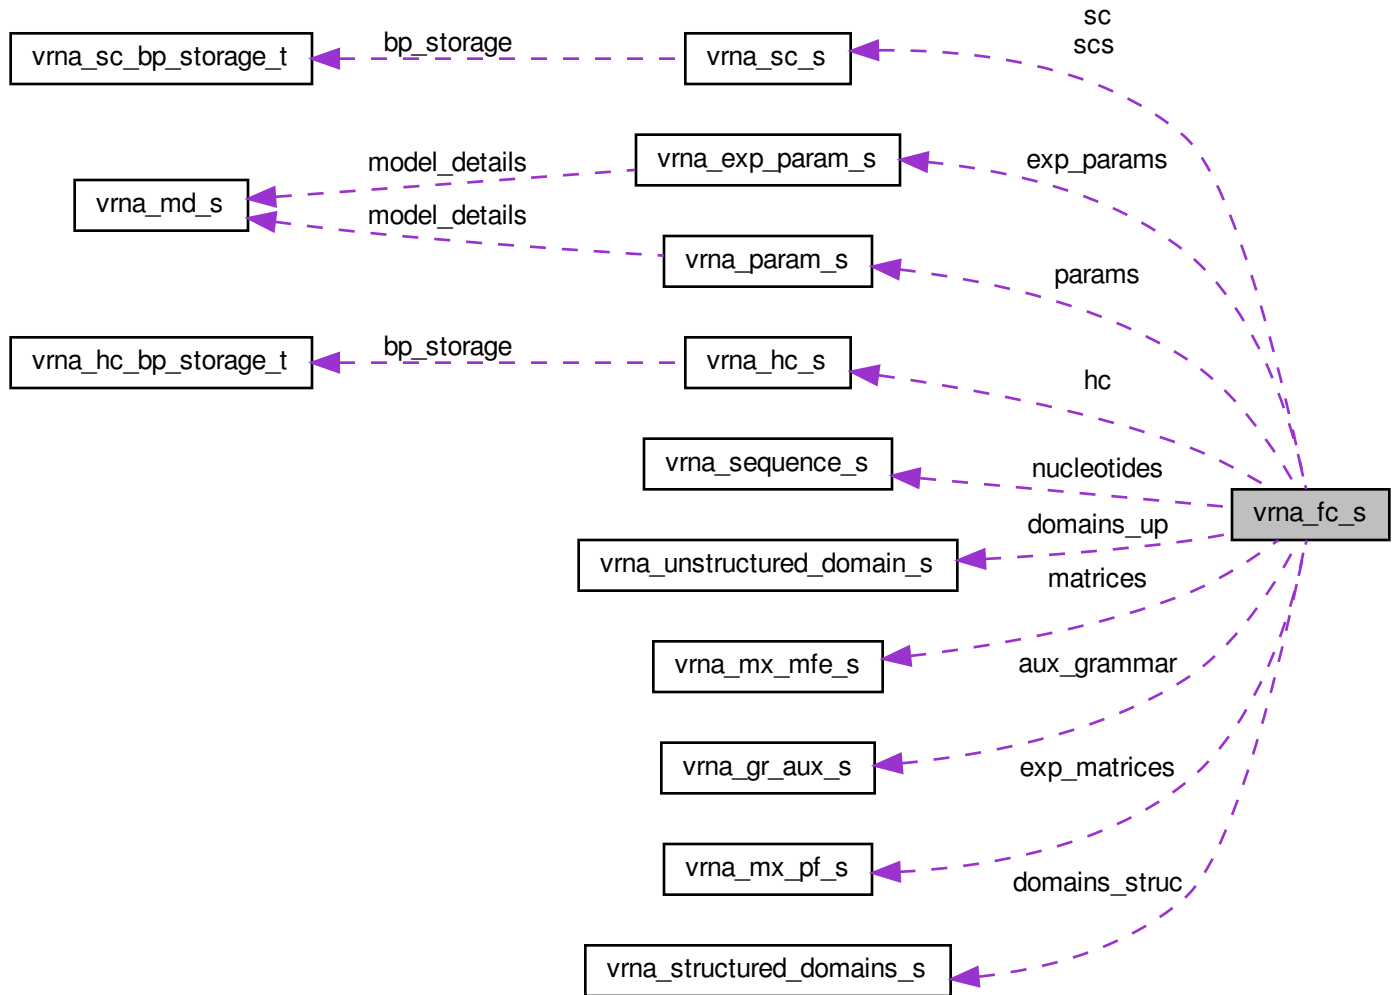 sc
scs
vrna_sc_bp_storage_t
bp_storage
vrna_sc_s
vrna_exp_param_s
exp_params
model_details
vrna_md_s
model_details
vrna_param_s
params
vrna_hc_bp_storage_t
bp_storage
vrna_hc_s
hc
vrna_sequence_s
nucleotides
vrna_fc_s
domains_up
vrna_unstructured_domain_s
matrices
vrna_mx_mfe_s
aux_grammar
vrna_gr_aux_s
exp_matrices
vrna_mx_pf_s
domains_struc
vrna_structured_domains_s